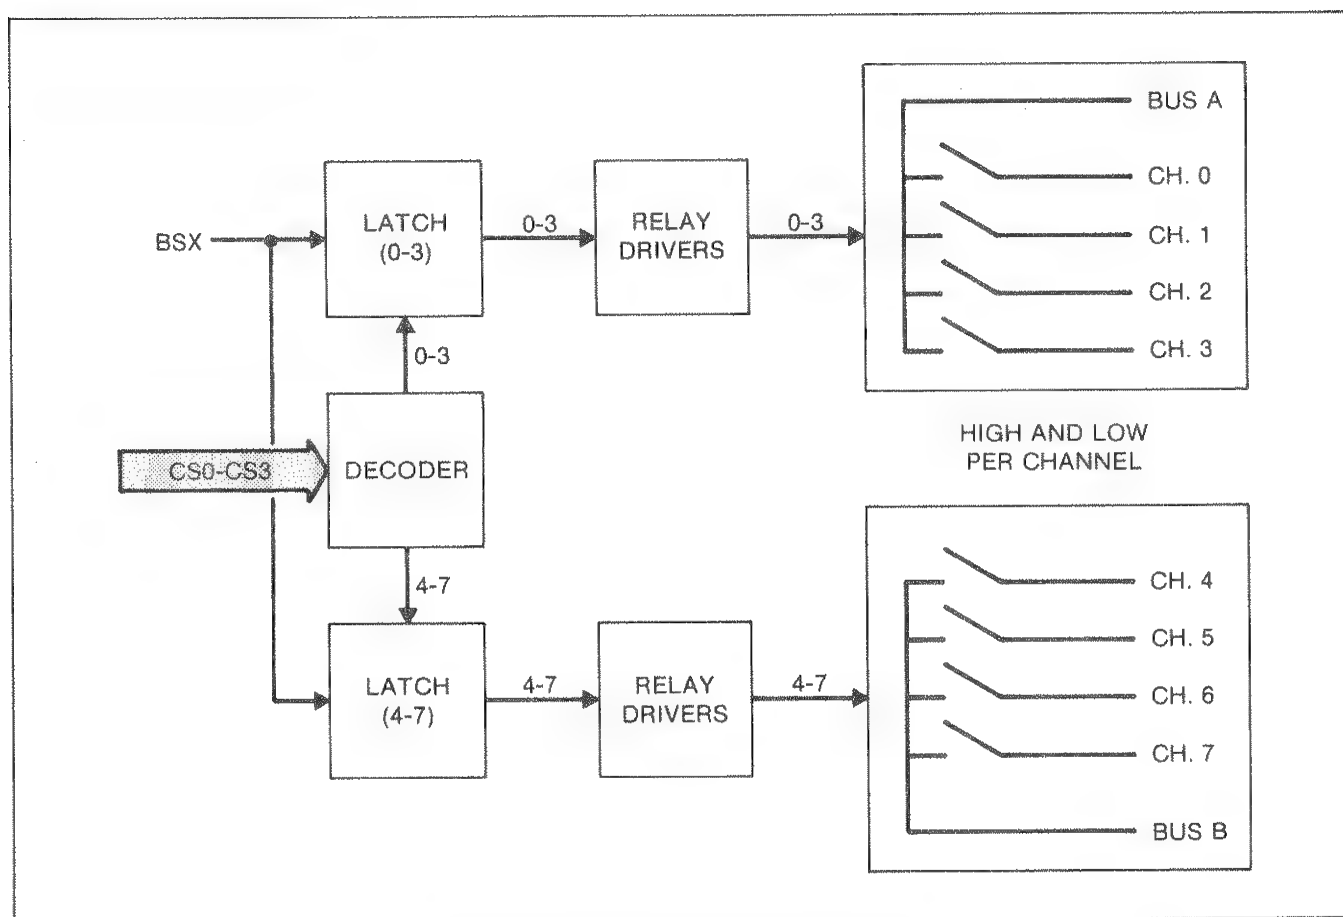 BUS A
CH. 0
CH. 1
CH. 2
CH. 3
BSX
LATCH
(0-3)
0-3
RELAY
DRIVERS
0-3
0-3
CS0-CS3
DECODER
HIGH AND LOW
PER CHANNEL
4-7
LATCH
(4-7)
4-7
RELAY
DRIVERS
4-7
CH. 4
CH. 5
CH. 6
CH. 7
BUS B